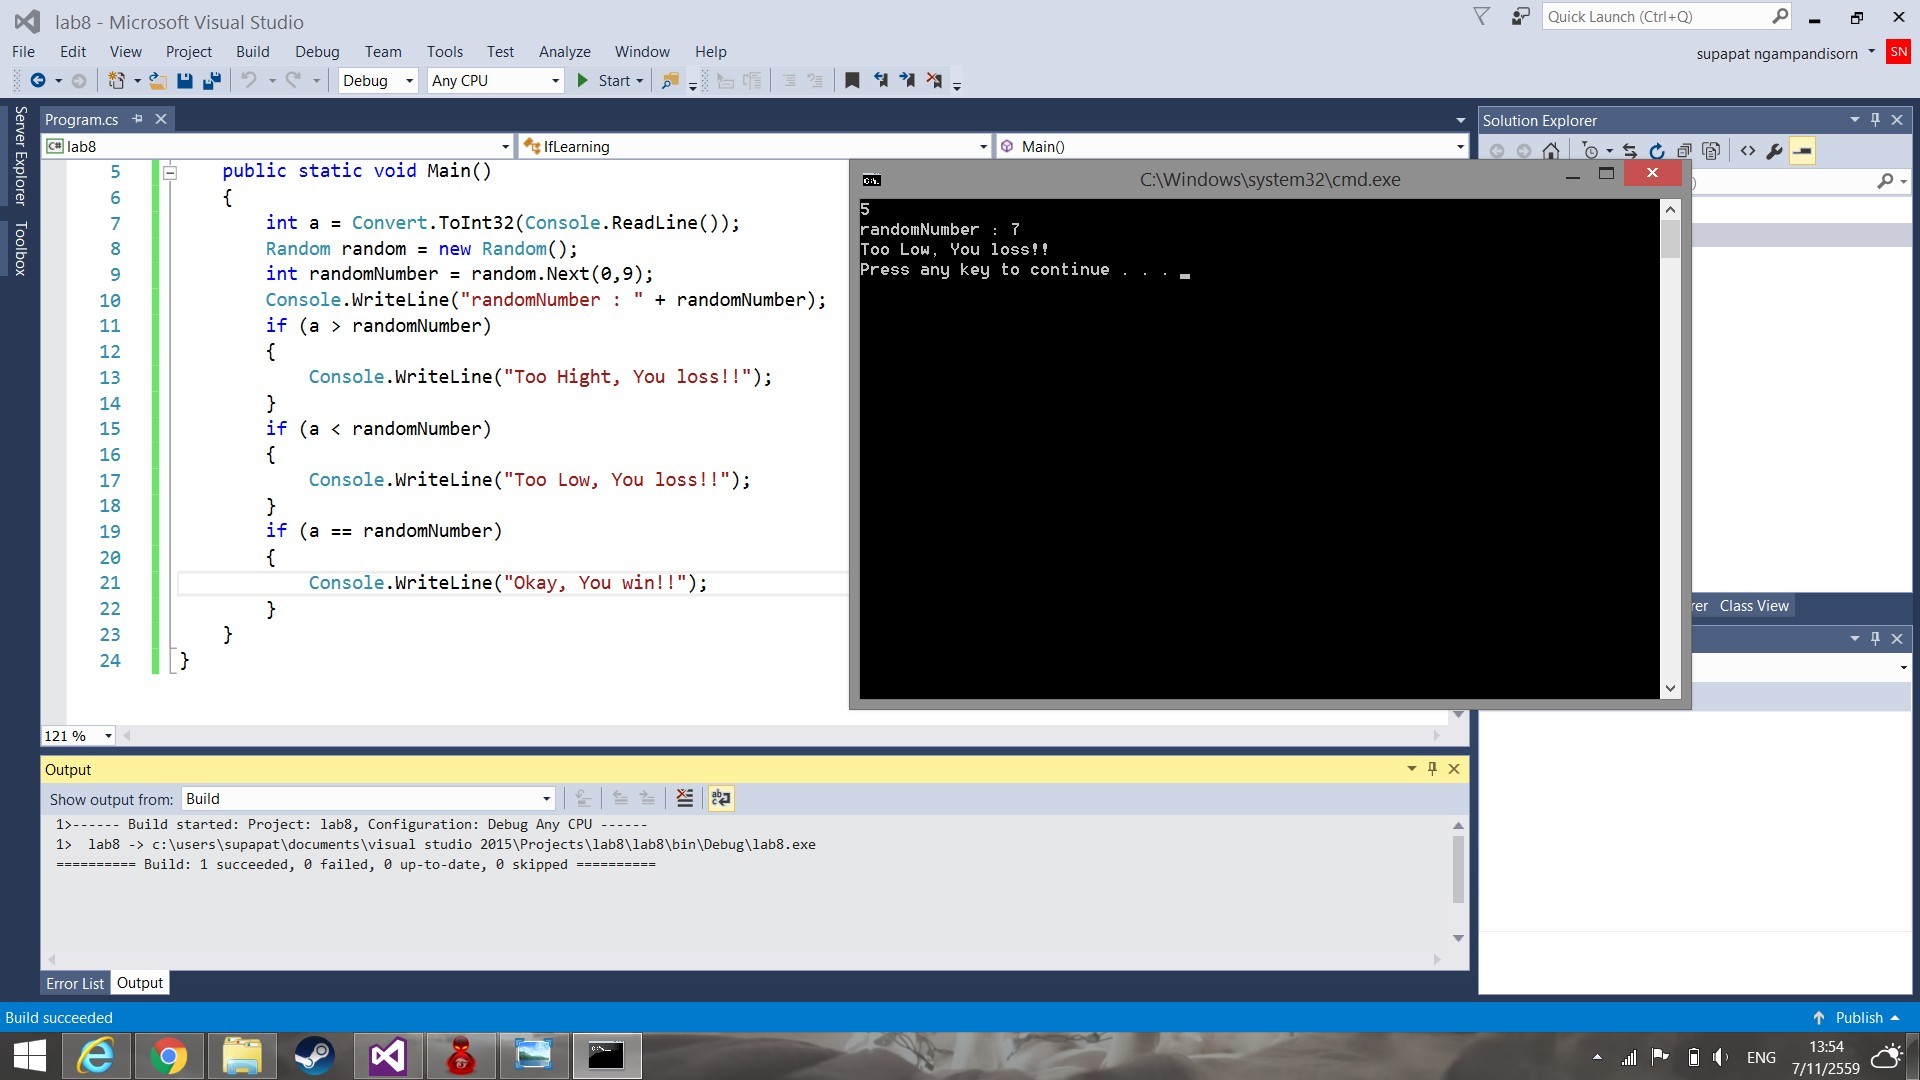 lab8 - Microsoft Visual Studio
Quick Launch (Ctrl+Q)
File Edit View Project Build Debug Team Tools Test Analyze Window Help
supapat ngampandisorn SN
Debug Any CPU Start
Server Explorer
Toolbox
Program.cs
C# lab8 IfLearning Main()
5 public static void Main()
6 {
7 int a = Convert.ToInt32(Console.ReadLine());
8 Random random = new Random();
9 int randomNumber = random.Next(0,9);
10 Console.WriteLine("randomNumber : " + randomNumber);
11 if (a > randomNumber)
12 {
13 Console.WriteLine("Too Hight, You loss!!");
14 }
15 if (a < randomNumber)
16 {
17 Console.WriteLine("Too Low, You loss!!");
18 }
19 if (a == randomNumber)
20 {
21 Console.WriteLine("Okay, You win!!");
22 }
23 }
24 }
121 %
C:\Windows\system32\cmd.exe
5
randomNumber : 7
Too Low, You loss!!
Press any key to continue . . . _
Solution Explorer
Class View
Output
Show output from: Build
1>------ Build started: Project: lab8, Configuration: Debug Any CPU ------
1> lab8 -> c:\users\supapat\documents\visual studio 2015\Projects\lab8\lab8\bin\Debug\lab8.exe
========== Build: 1 succeeded, 0 failed, 0 up-to-date, 0 skipped ==========
Error List Output
Build succeeded
Publish
ENG
13:54
7/11/2559